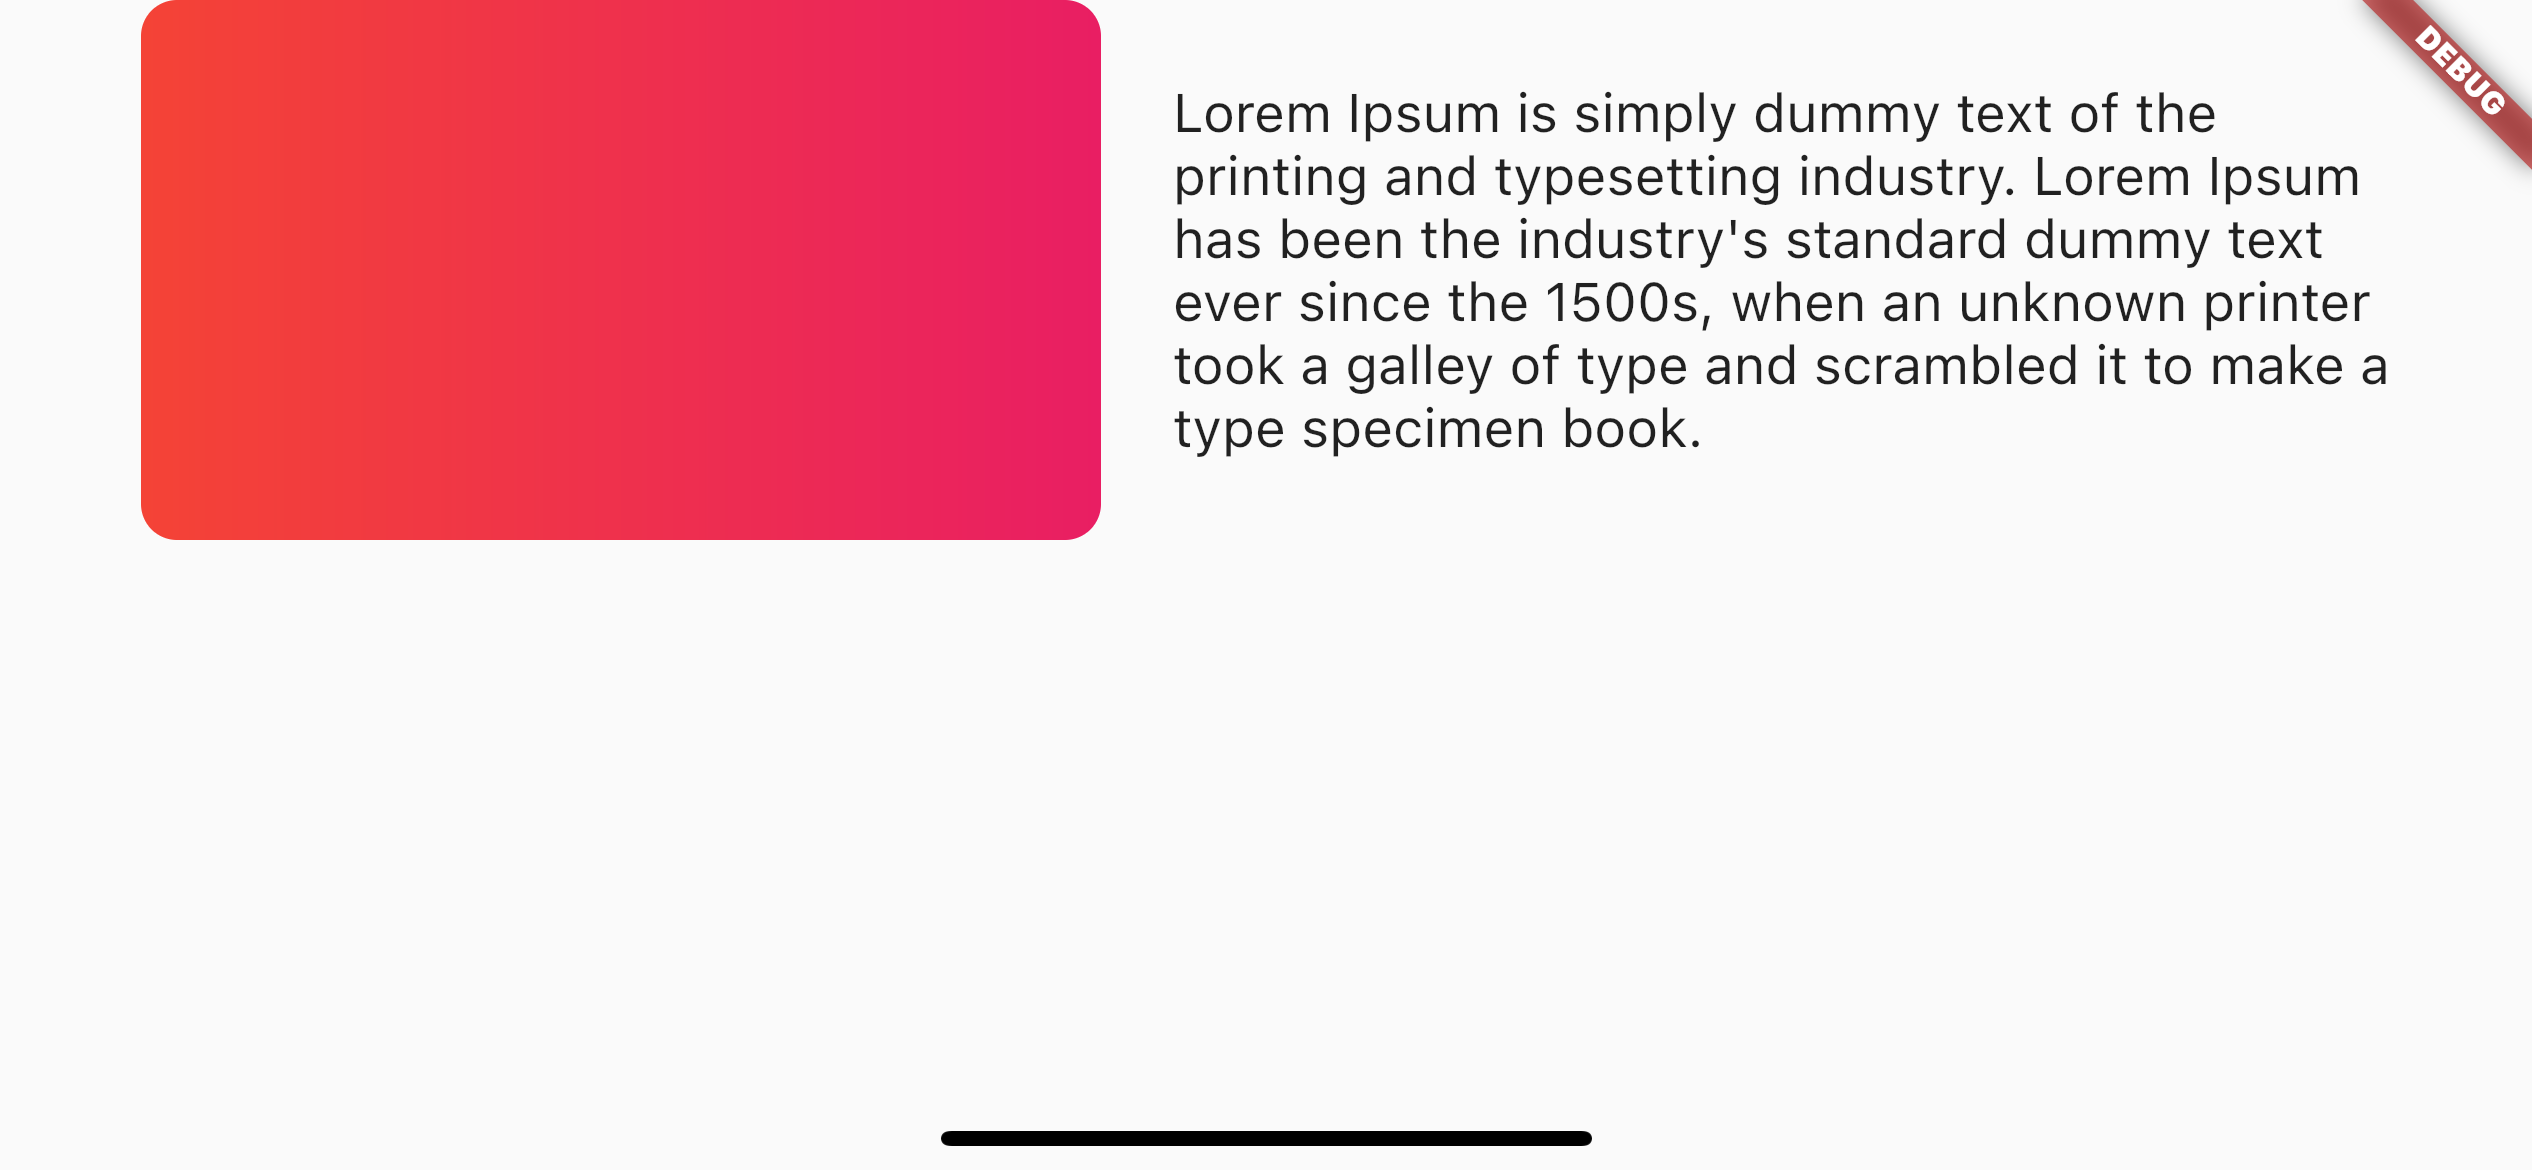 DEBUG
Lorem Ipsum is simply dummy text of the
printing and typesetting industry. Lorem Ipsum
has been the industry's standard dummy text
ever since the 1500s, when an unknown printer
took a galley of type and scrambled it to make a
type specimen book.